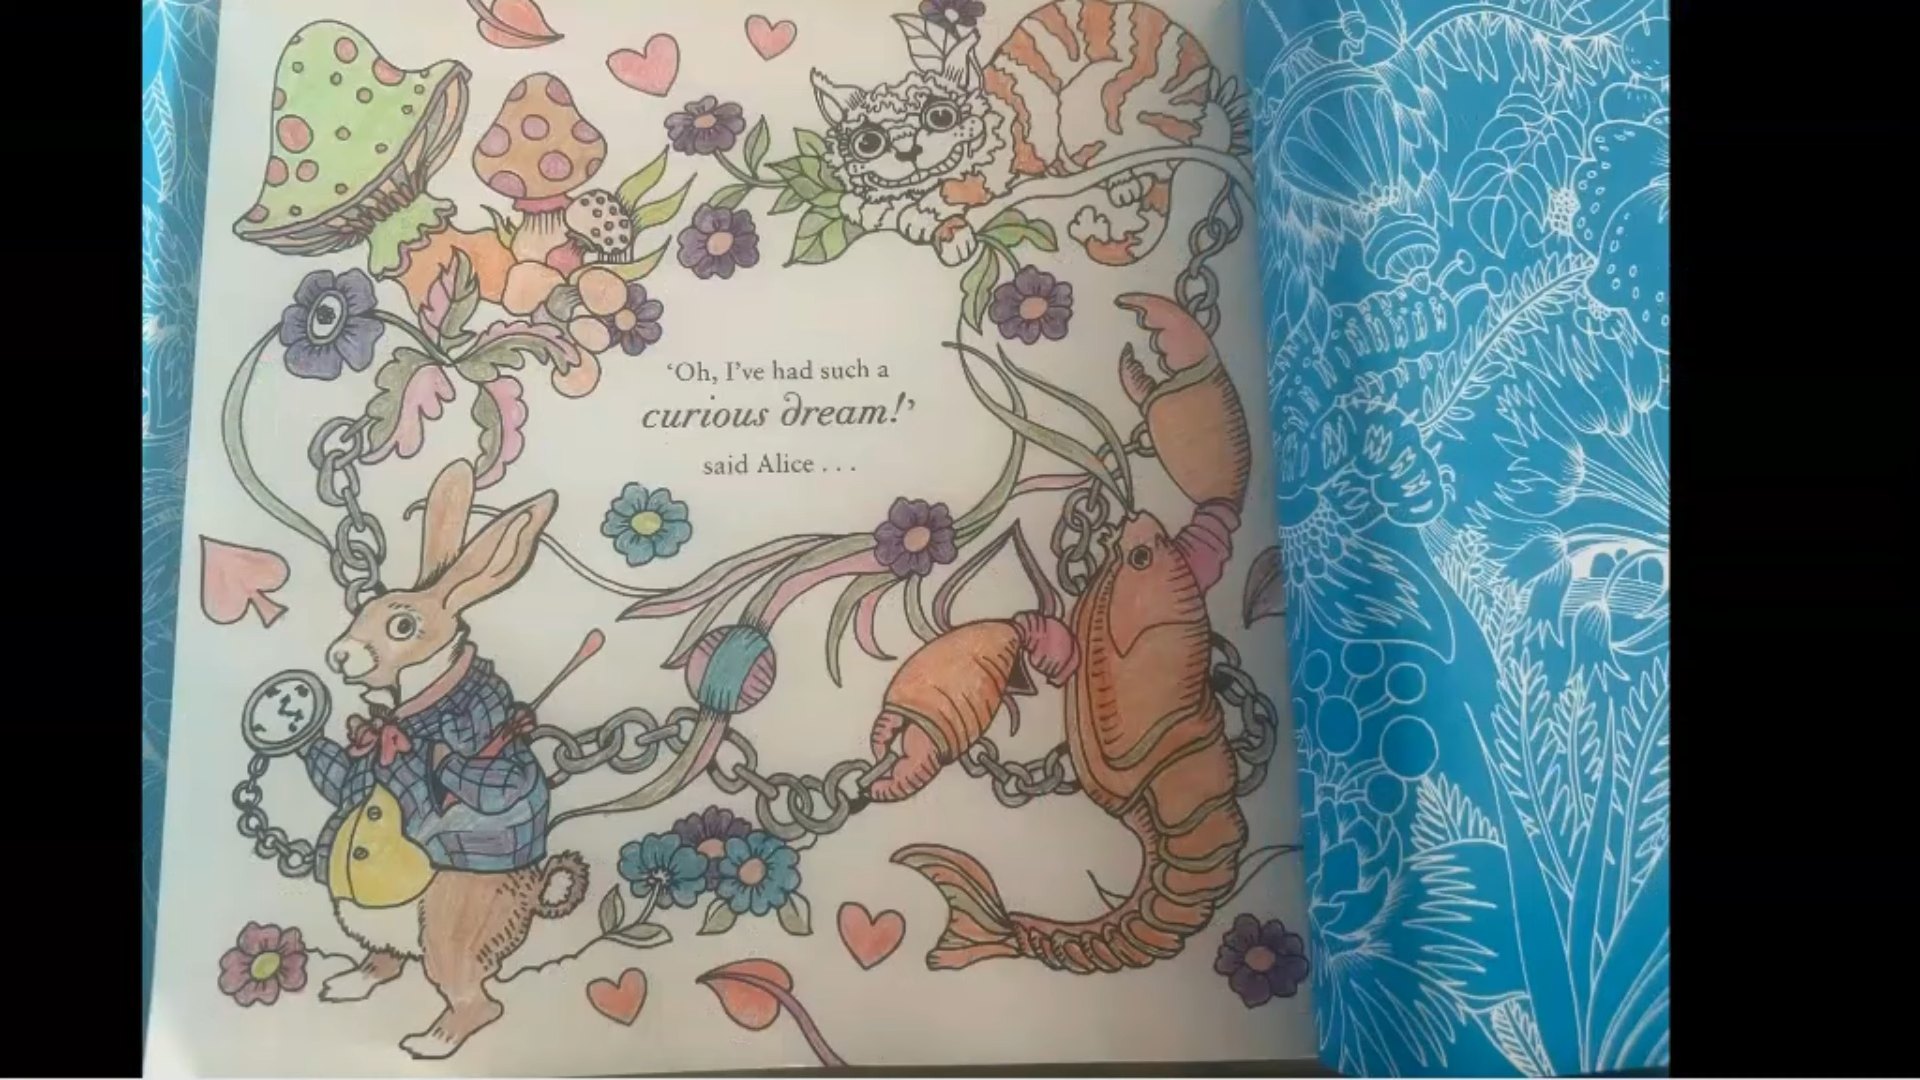 ‘Oh, I’ve had such a
curious dream!’
said Alice . . .